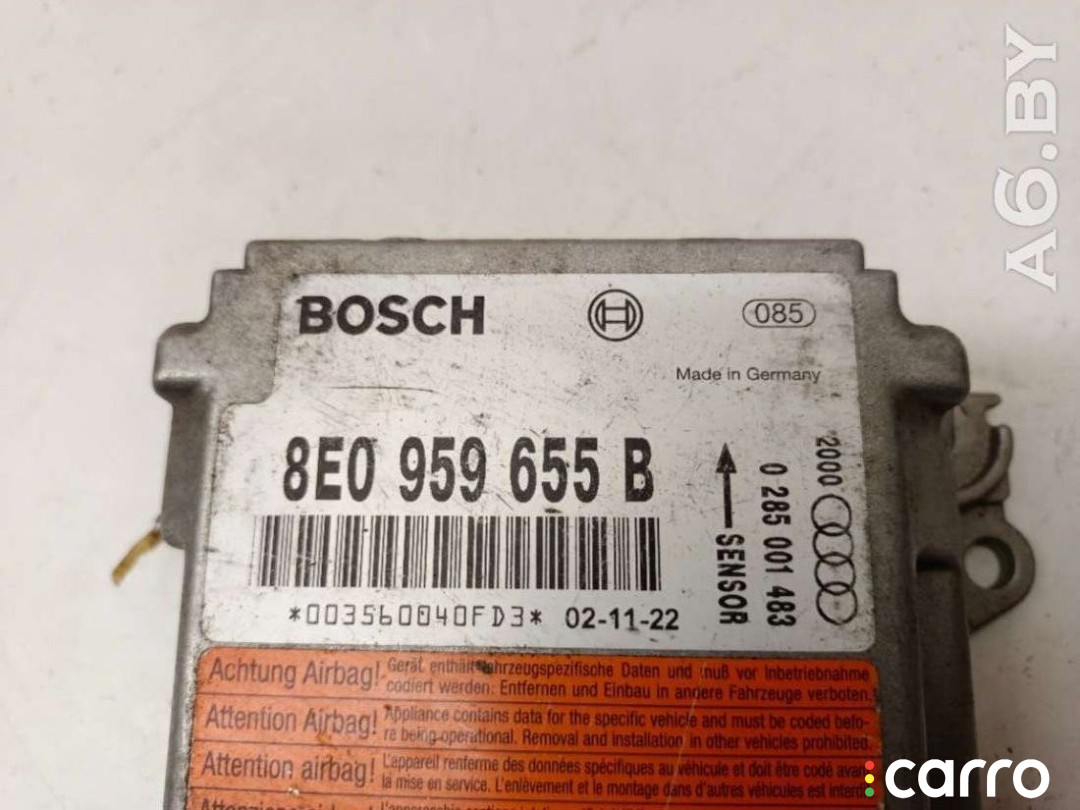 A6.BY
BOSCH
085
Made in Germany
8E0 959 655 B
SENSOR
0 285 001 483
2000
*003560040FD3* 02-11-22
Achtung Airbag! Gerät enthält fahrzeugspezifische Daten und muß vor Inbetriebnahme
codiert werden. Entfernen und Einbau in andere Fahrzeuge verboten.
Attention Airbag! Appliance contains data for the specific vehicle and must be coded befo-
re being operational. Removal and installation in other vehicles prohibited.
Attention airbag! L'appareil renferme des données spécifiques au véhicule et doit être codé
la mise en service. L'enlèvement et le montage dans d'autres véhicules est
carro